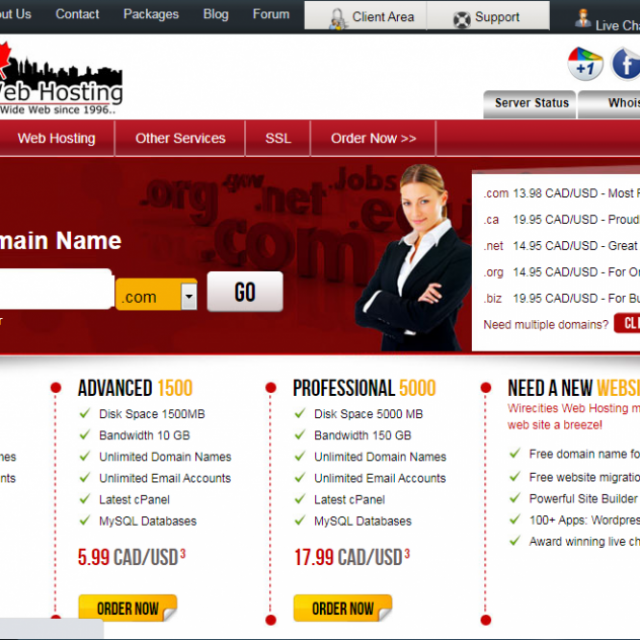 out Us Contact Packages Blog Forum Client Area Support Live Cha
+1 f
eb Hosting
Wide Web since 1996..
Server Status Whois
Web Hosting Other Services SSL Order Now >>
.org .gov .net Jobs .com
main Name
.com GO
r
.com 13.98 CAD/USD - Most P
.ca 19.95 CAD/USD - Proud
.net 14.95 CAD/USD - Great
.org 14.95 CAD/USD - For Or
.biz 19.95 CAD/USD - For Bu
Need multiple domains? CLI
ADVANCED 1500
Disk Space 1500MB
Bandwidth 10 GB
Unlimited Domain Names
Unlimited Email Accounts
Latest cPanel
MySQL Databases
5.99 CAD/USD3
ORDER NOW
PROFESSIONAL 5000
Disk Space 5000 MB
Bandwidth 150 GB
Unlimited Domain Names
Unlimited Email Accounts
Latest cPanel
MySQL Databases
17.99 CAD/USD3
ORDER NOW
NEED A NEW WEBSI
Wirecities Web Hosting m
web site a breeze!
Free domain name fo
Free website migratio
Powerful Site Builder
100+ Apps: Wordpres
Award winning live ch
mes
nts